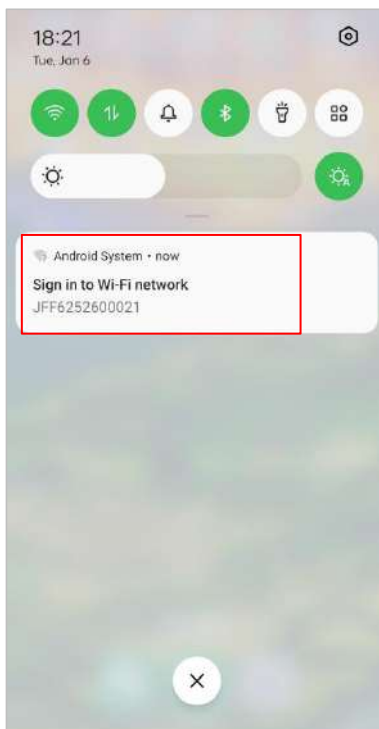 18:21
Tue, Jan 6
Android System • now
Sign in to Wi-Fi network
JFF6252600021